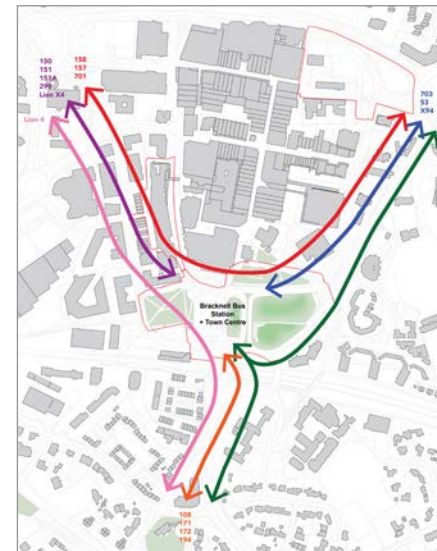 150
151
151A
299
Lion X4
158
157
701
Lion 4
703
53
X94
Bracknell Bus
Station
+ Town Centre
108
171
172
194